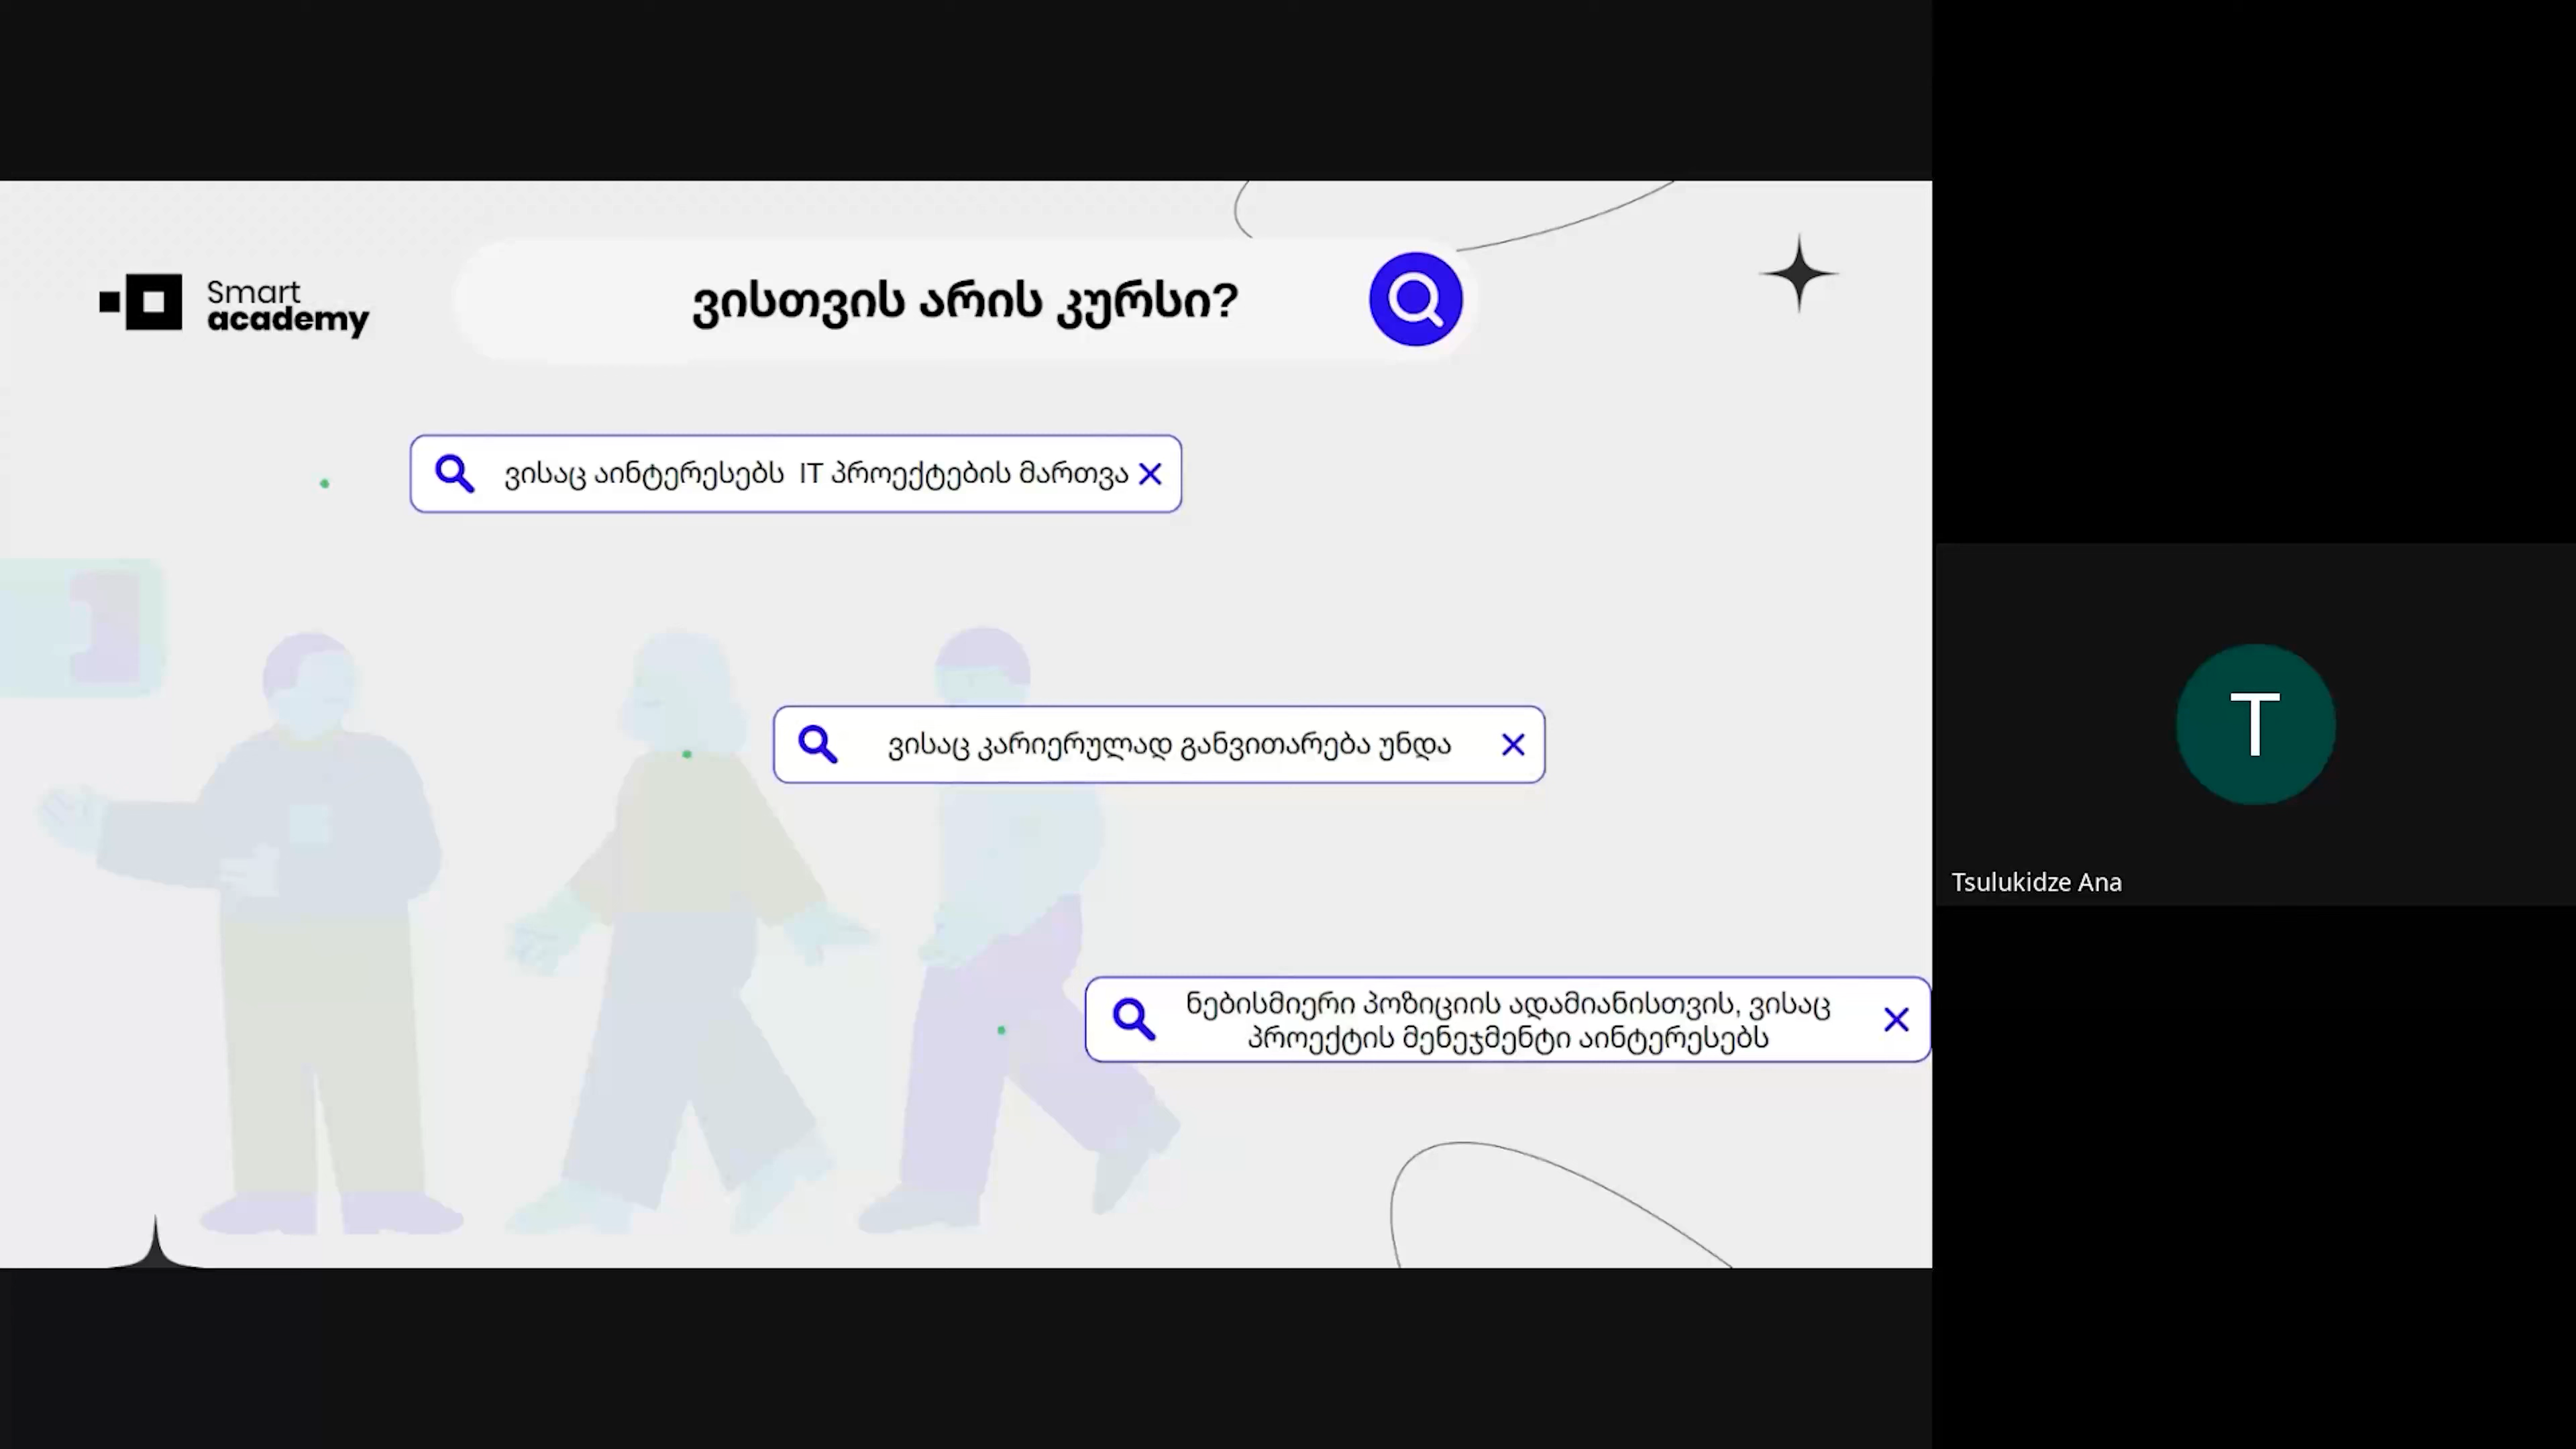 Smart
academy
ვისთვის არის კურსი?
ვისაც აინტერესებს IT პროექტების მართვა
ვისაც კარიერულად განვითარება უნდა
ნებისმიერი პოზიციის ადამიანისთვის, ვისაც
პროექტის მენეჯმენტი აინტერესებს
T
Tsulukidze Ana